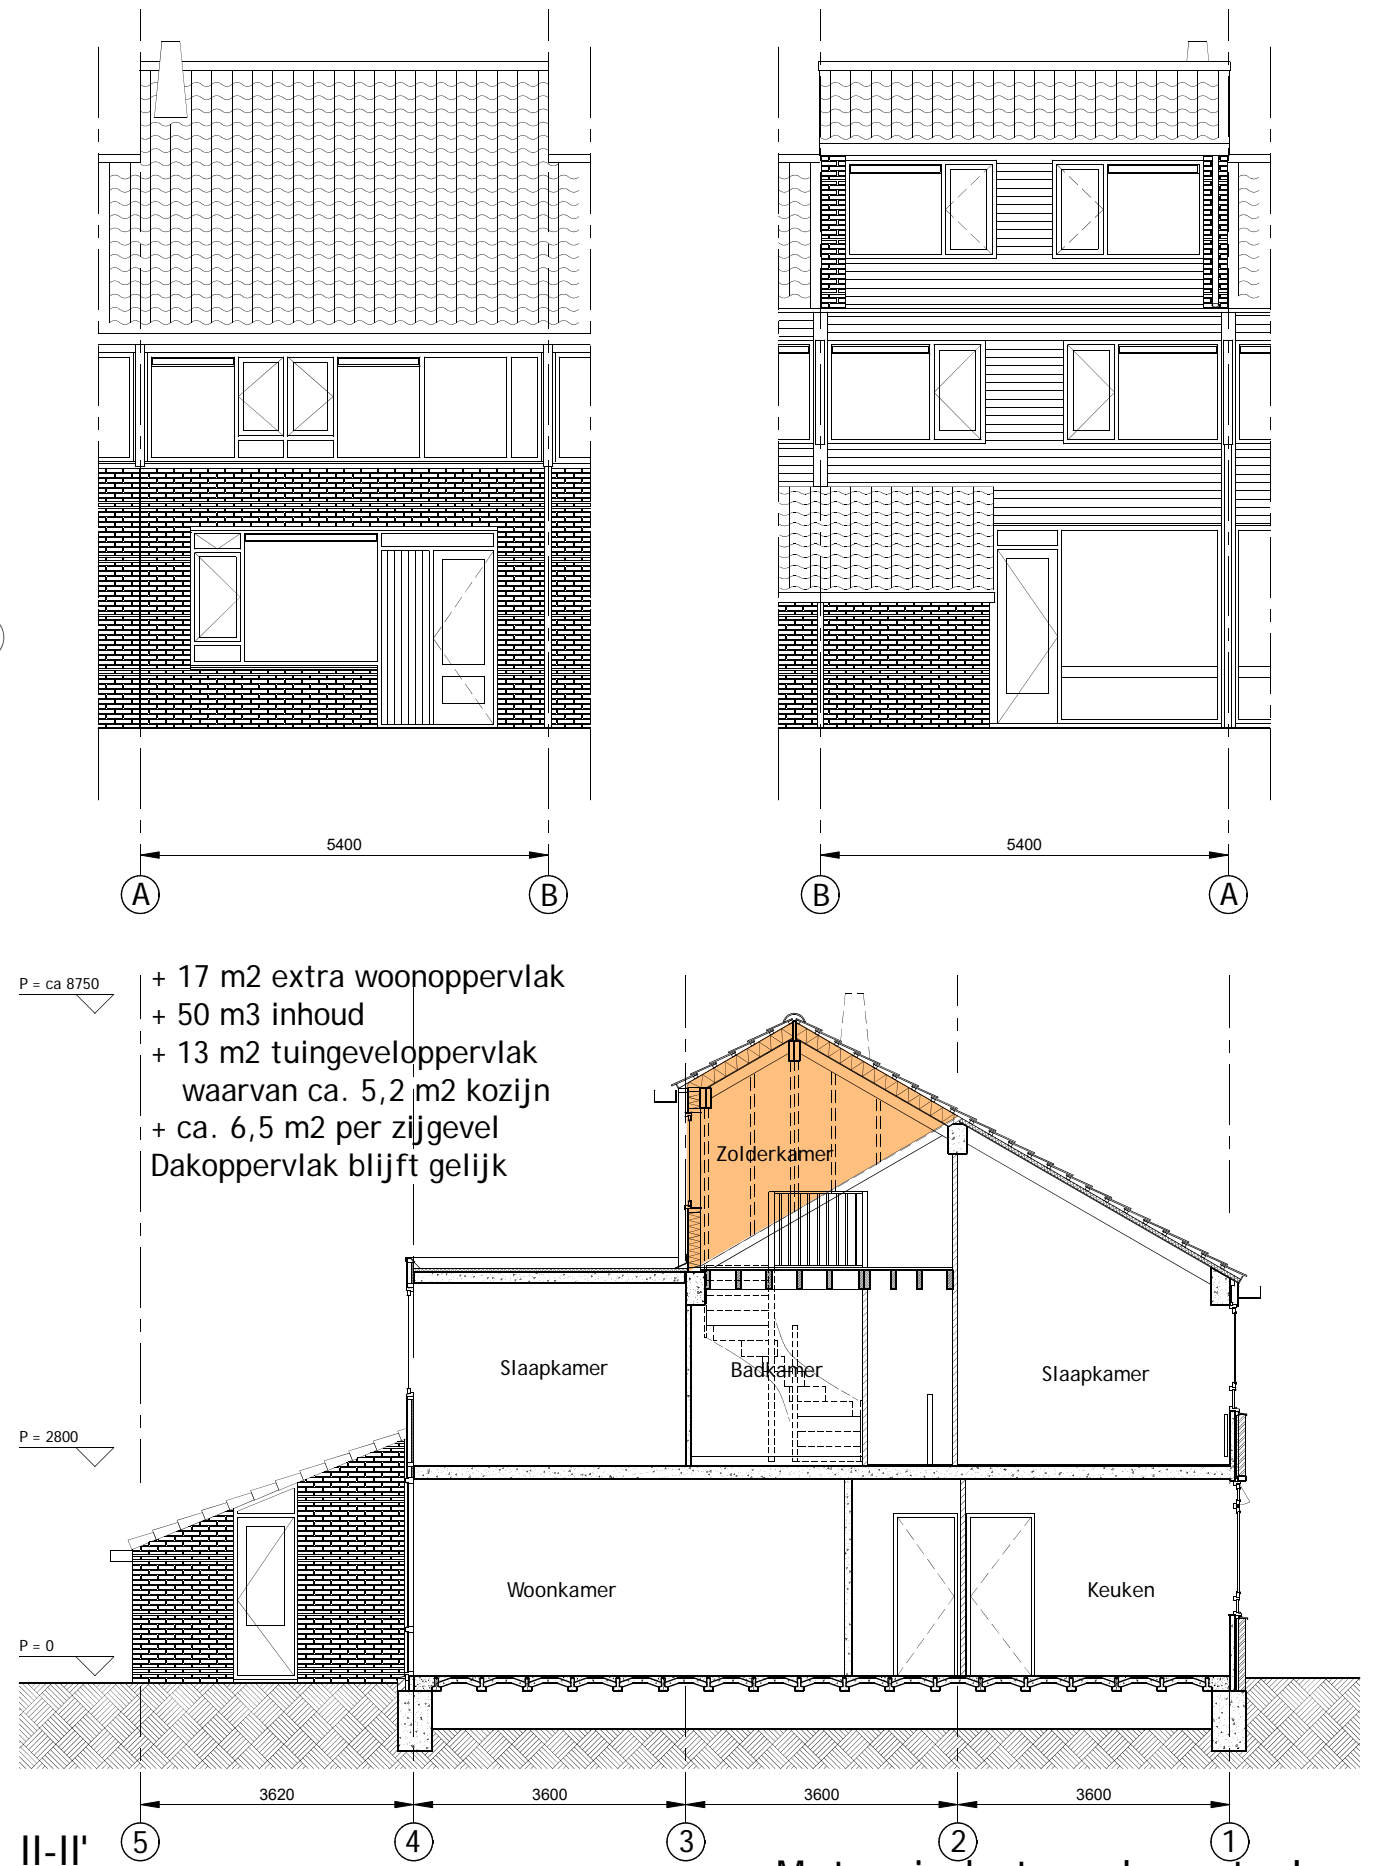 5400
5400
A
B
B
A
P = ca 8750
+ 17 m2 extra woonoppervlak
+ 50 m3 inhoud
+ 13 m2 tuingeveloppervlak
waarvan ca. 5,2 m2 kozijn
+ ca. 6,5 m2 per zijgevel
Dakoppervlak blijft gelijk
Zolderkamer
Slaapkamer
Badkamer
Slaapkamer
P = 2800
Woonkamer
Keuken
P = 0
3620
3600
3600
3600
II-II'
5
4
3
2
1